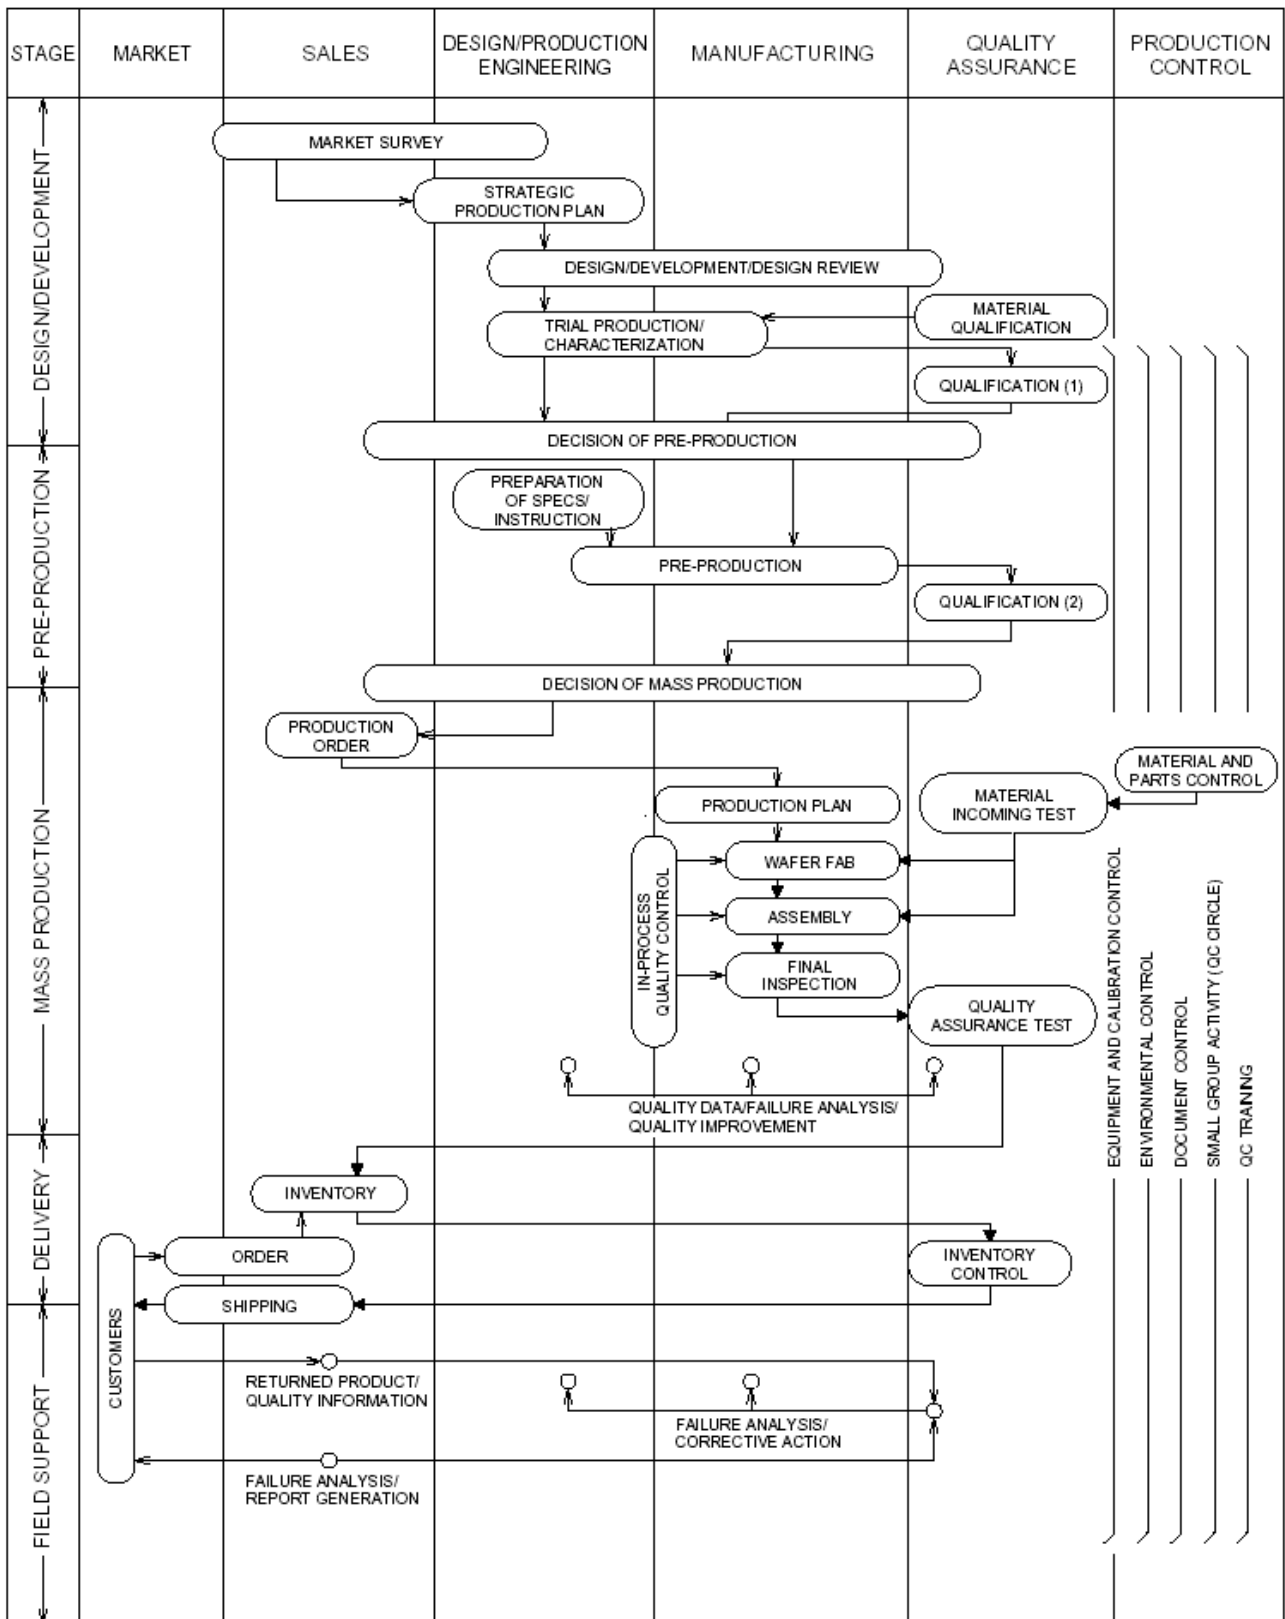 STAGE
MARKET
SALES
DESIGN/PRODUCTION
ENGINEERING
MANUFACTURING
QUALITY
ASSURANCE
PRODUCTION
CONTROL
DESIGN/DEVELOPMENT
MARKET SURVEY
STRATEGIC
PRODUCTION PLAN
DESIGN/DEVELOPMENT/DESIGN REVIEW
TRIAL PRODUCTION/
CHARACTERIZATION
MATERIAL
QUALIFICATION
QUALIFICATION (1)
DECISION OF PRE-PRODUCTION
PRE-PRODUCTION
PREPARATION
OF SPECS/
INSTRUCTION
PRE-PRODUCTION
QUALIFICATION (2)
DECISION OF MASS PRODUCTION
MASS PRODUCTION
PRODUCTION
ORDER
MATERIAL AND
PARTS CONTROL
PRODUCTION PLAN
MATERIAL
INCOMING TEST
IN-PROCESS
QUALITY CONTROL
WAFER FAB
ASSEMBLY
FINAL
INSPECTION
QUALITY
ASSURANCE TEST
EQUIPMENT AND CALIBRATION CONTROL
ENVIRONMENTAL CONTROL
DOCUMENT CONTROL
SMALL GROUP ACTIVITY (QC CIRCLE)
QC TRANING
QUALITY DATA/FAILURE ANALYSIS/
QUALITY IMPROVEMENT
DELIVERY
INVENTORY
ORDER
INVENTORY
CONTROL
SHIPPING
CUSTOMERS
FIELD SUPPORT
RETURNED PRODUCT/
QUALITY INFORMATION
FAILURE ANALYSIS/
CORRECTIVE ACTION
FAILURE ANALYSIS/
REPORT GENERATION